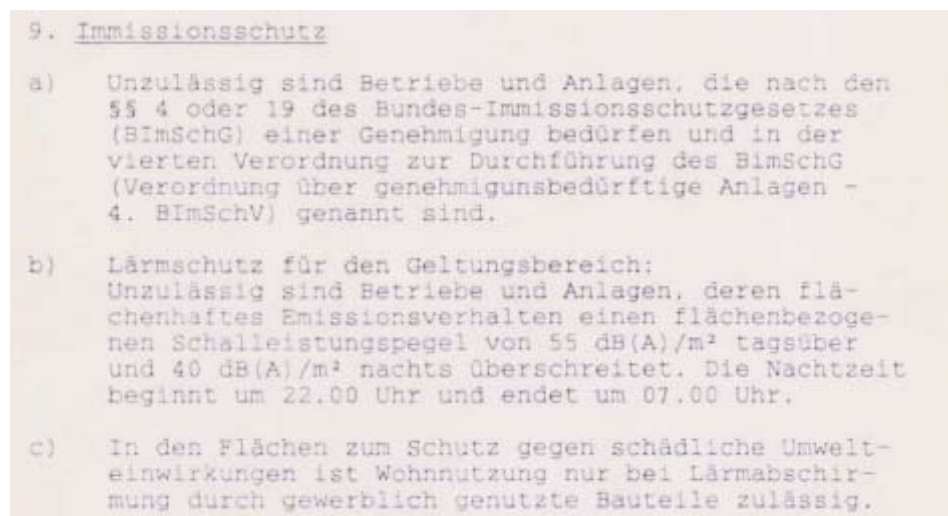 9. Immissionsschutz
a) Unzulässig sind Betriebe und Anlagen, die nach den
§§ 4 oder 19 des Bundes-Immissionsschutzgesetzes
(BImSchG) einer Genehmigung bedürfen und in der
vierten Verordnung zur Durchführung des BimSchG
(Verordnung über genehmigunsbedürftige Anlagen -
4. BImSchV) genannt sind.
b) Lärmschutz für den Geltungsbereich:
Unzulässig sind Betriebe und Anlagen, deren flä-
chenhaftes Emissionsverhalten einen flächenbezoge-
nen Schalleistungspegel von 55 dB(A)/m² tagsüber
und 40 dB(A)/m² nachts überschreitet. Die Nachtzeit
beginnt um 22.00 Uhr und endet um 07.00 Uhr.
c) In den Flächen zum Schutz gegen schädliche Umwelt-
einwirkungen ist Wohnnutzung nur bei Lärmabschir-
mung durch gewerblich genutzte Bauteile zulässig.